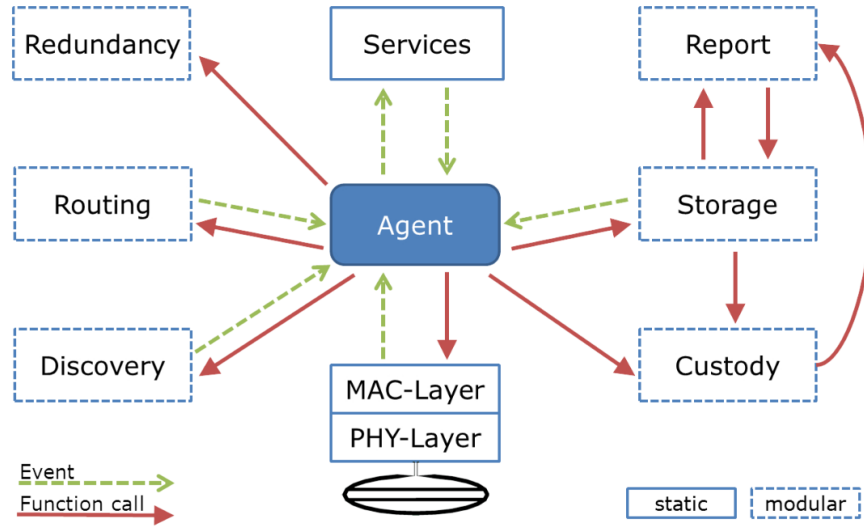 Redundancy
Services
Report
Routing
Agent
Storage
Discovery
MAC-Layer
Custody
PHY-Layer
Event
Function call
static
modular